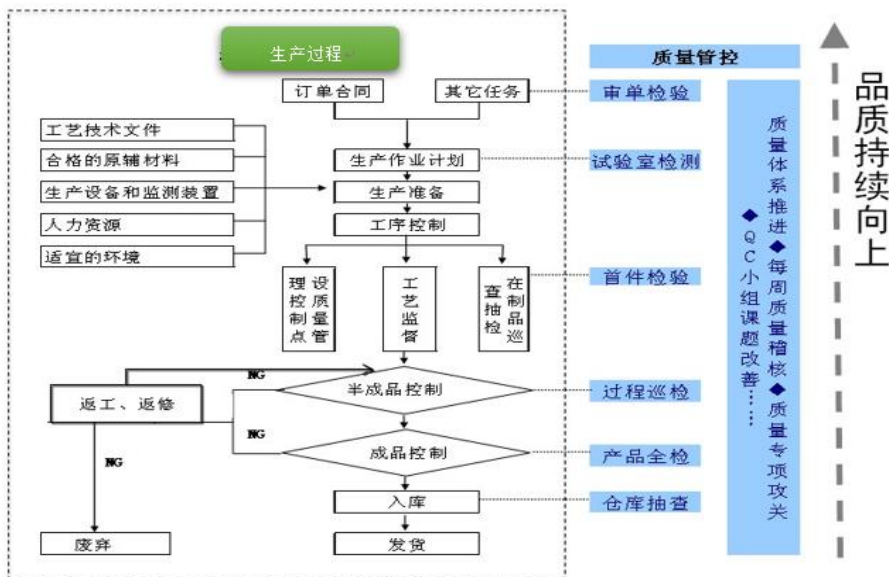 生产过程
质量管控
订单合同
其它任务
审单检验
工艺技术文件
合格的原辅材料
生产设备和监测装置
人力资源
适宜的环境
生产作业计划
试验室检测
生产准备
工序控制
设质量管
理控制点
工艺监督
在制品巡
查抽检
首件检验
NG
半成品控制
过程巡检
返工、返修
NG
成品控制
产品全检
NG
入库
仓库抽查
废弃
发货
质量体系推进◆每周质量稽核◆质量专项攻关
◆QC小组课题改善……
品质持续向上